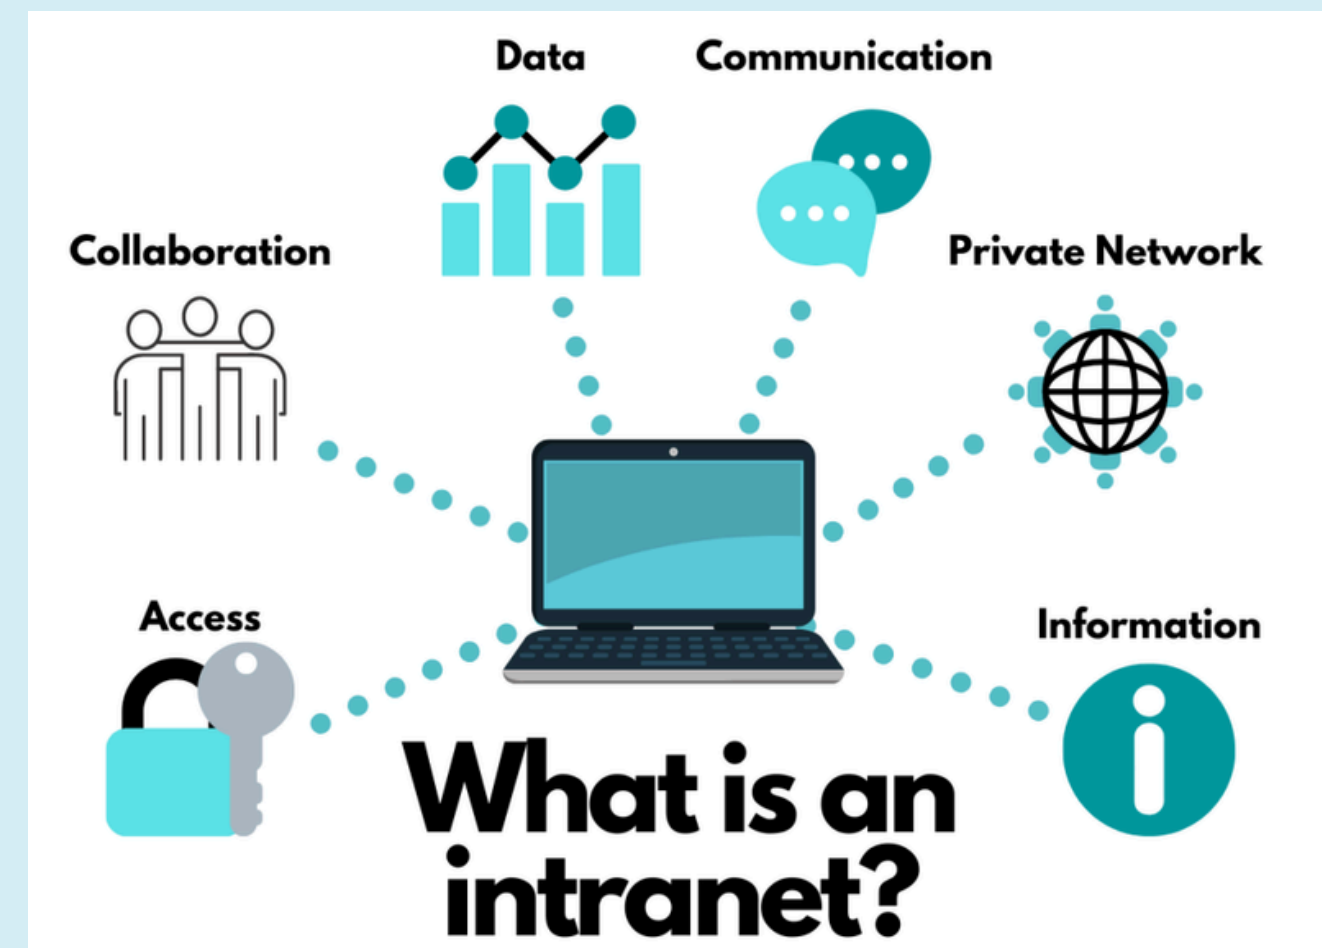 Data
Communication
Collaboration
Private Network
Access
Information
What is an
intranet?